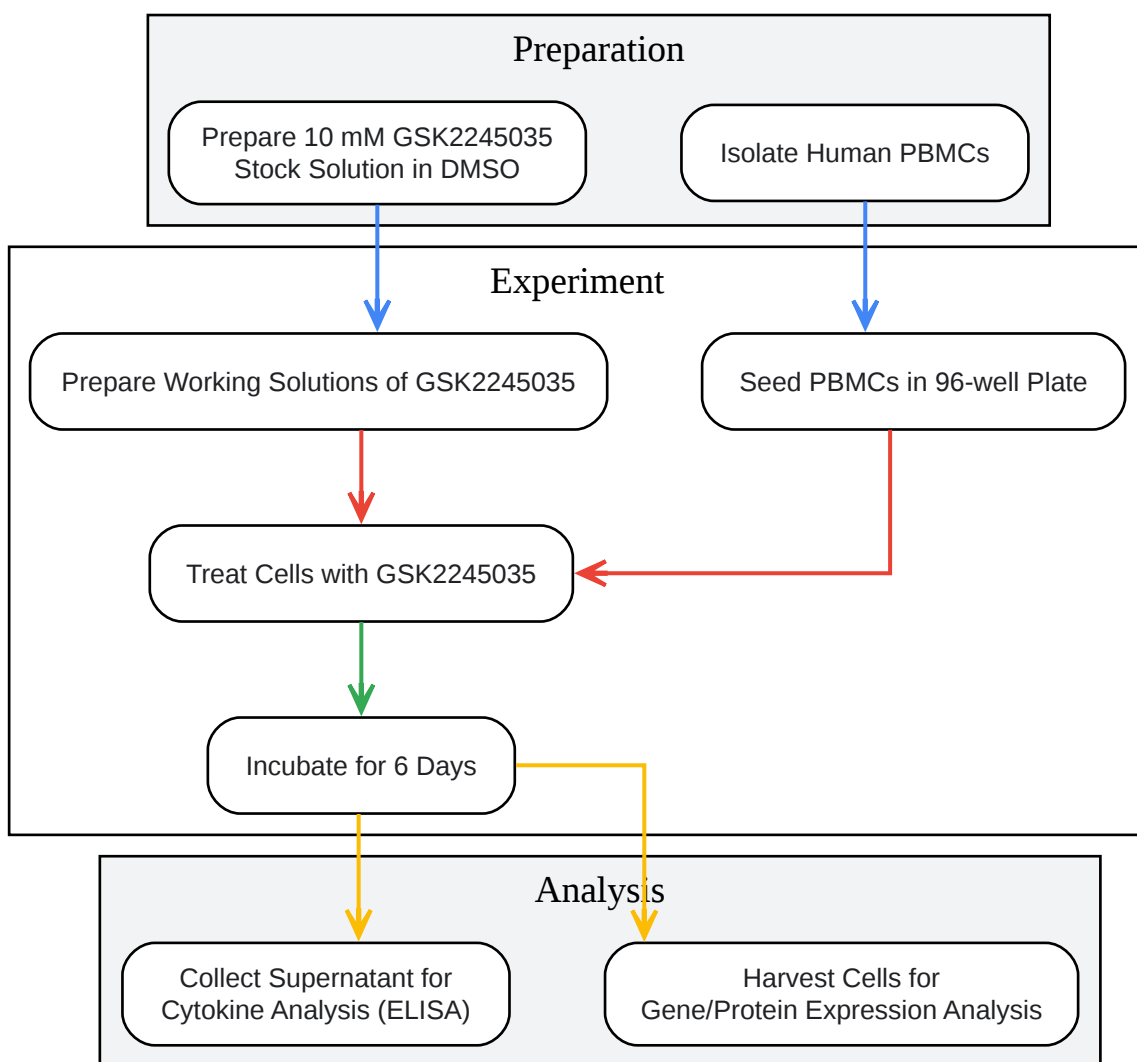 Preparation
Prepare 10 mM GSK2245035
Stock Solution in DMSO
Isolate Human PBMCs
Experiment
Prepare Working Solutions of GSK2245035
Seed PBMCs in 96-well Plate
Treat Cells with GSK2245035
Incubate for 6 Days
Analysis
Collect Supernatant for
Cytokine Analysis (ELISA)
Harvest Cells for
Gene/Protein Expression Analysis